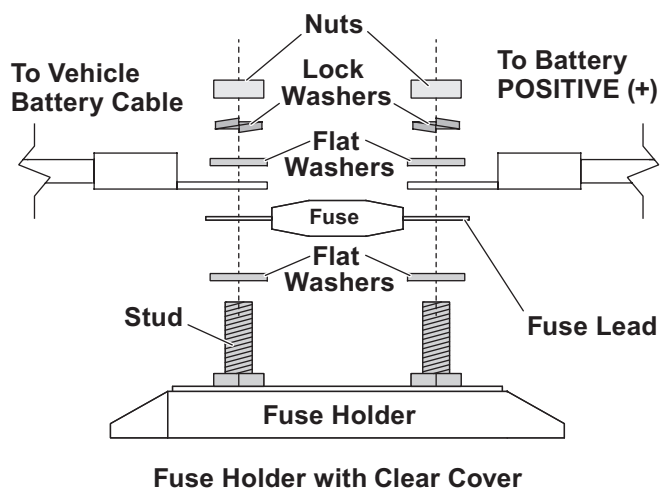 Nuts
To Vehicle
Battery Cable
Lock
Washers
To Battery
POSITIVE (+)
Flat
Washers
Fuse
Flat
Washers
Stud
Fuse Lead
Fuse Holder
Fuse Holder with Clear Cover